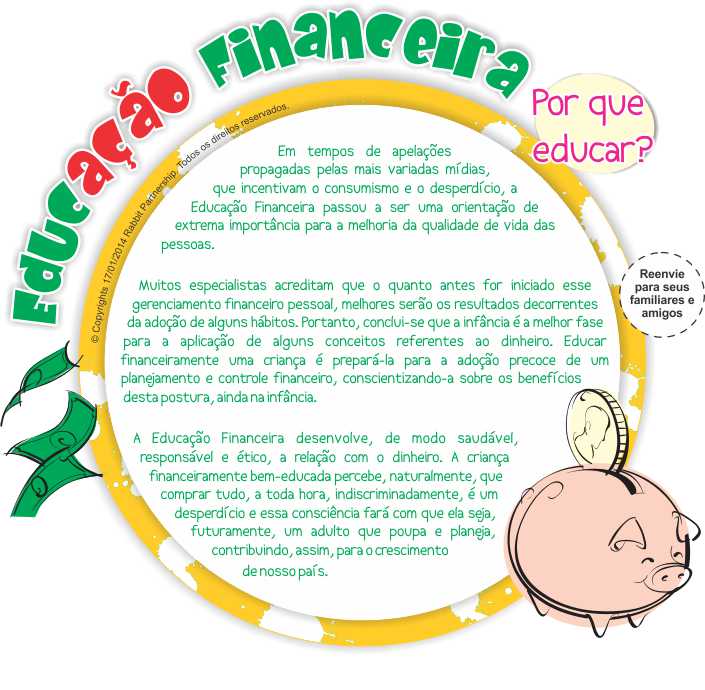 Educação Financeira
Por que
educar?
© Copyrights 17/01/2014 Rabbit Partnership. Todos os direitos reservados.
Em tempos de apelações
propagadas pelas mais variadas mídias,
que incentivam o consumismo e o desperdício, a
Educação Financeira passou a ser uma orientação de
extrema importância para a melhoria da qualidade de vida das
pessoas.
Muitos especialistas acreditam que o quanto antes for iniciado esse
gerenciamento financeiro pessoal, melhores serão os resultados decorrentes
da adoção de alguns hábitos. Portanto, conclui-se que a infância é a melhor fase
para a aplicação de alguns conceitos referentes ao dinheiro. Educar
financeiramente uma criança é prepará-la para a adoção precoce de um
planejamento e controle financeiro, conscientizando-a sobre os benefícios
desta postura, ainda na infância.
A Educação Financeira desenvolve, de modo saudável,
responsável e ético, a relação com o dinheiro. A criança
financeiramente bem-educada percebe, naturalmente, que
comprar tudo, a toda hora, indiscriminadamente, é um
desperdício e essa consciência fará com que ela seja,
futuramente, um adulto que poupa e planeja,
contribuindo, assim, para o crescimento
de nosso país.
Reenvie
para seus
familiares e
amigos